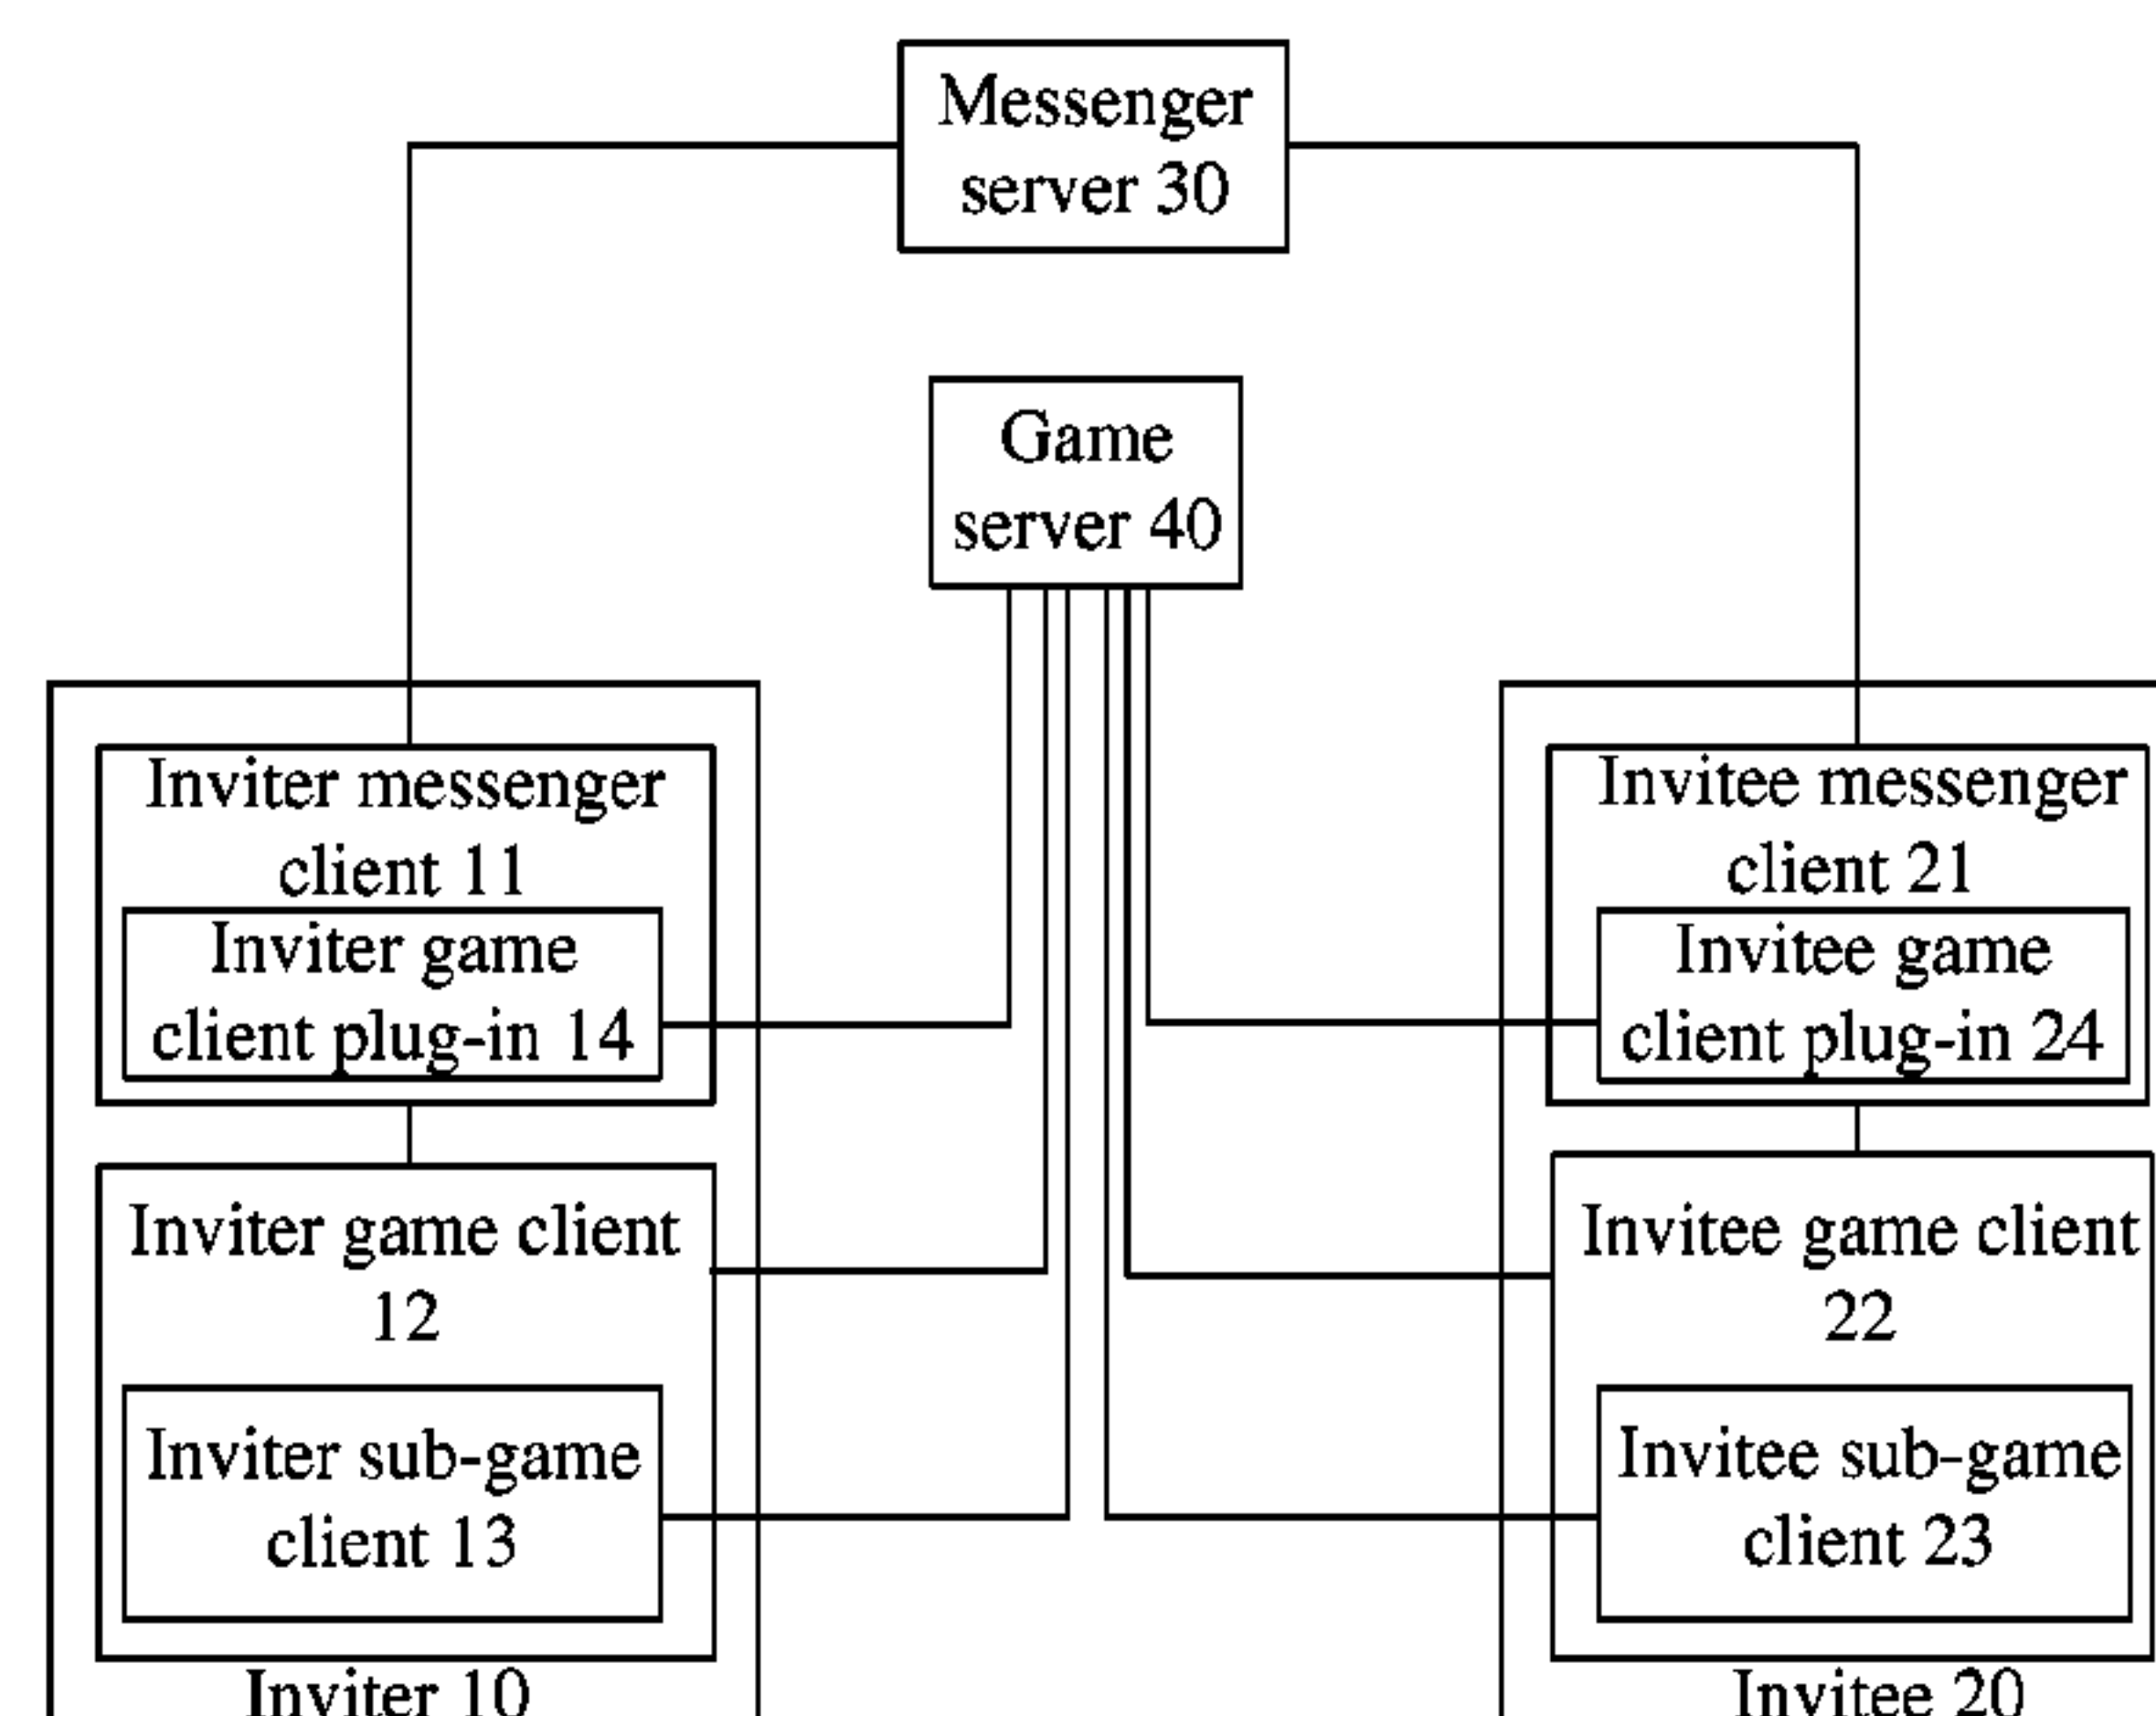 Messenger
server 30
Game
server 40
Inviter messenger
client 11
Inviter game
client plug-in 14
Inviter game client
12
Inviter sub-game
client 13
Inviter 10
Invitee messenger
client 21
Invitee game
client plug-in 24
Invitee game client
22
Invitee sub-game
client 23
Invitee 20